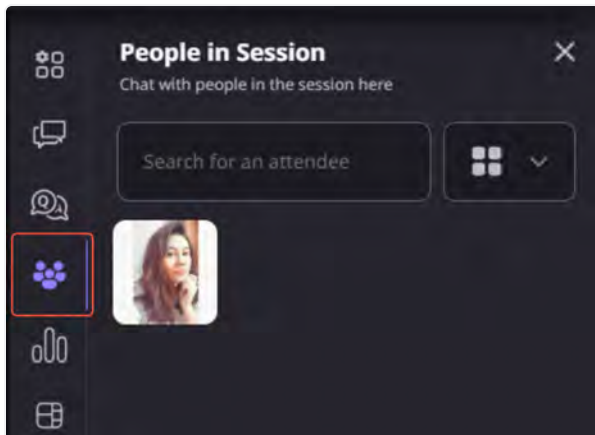 People in Session
Chat with people in the session here
Search for an attendee